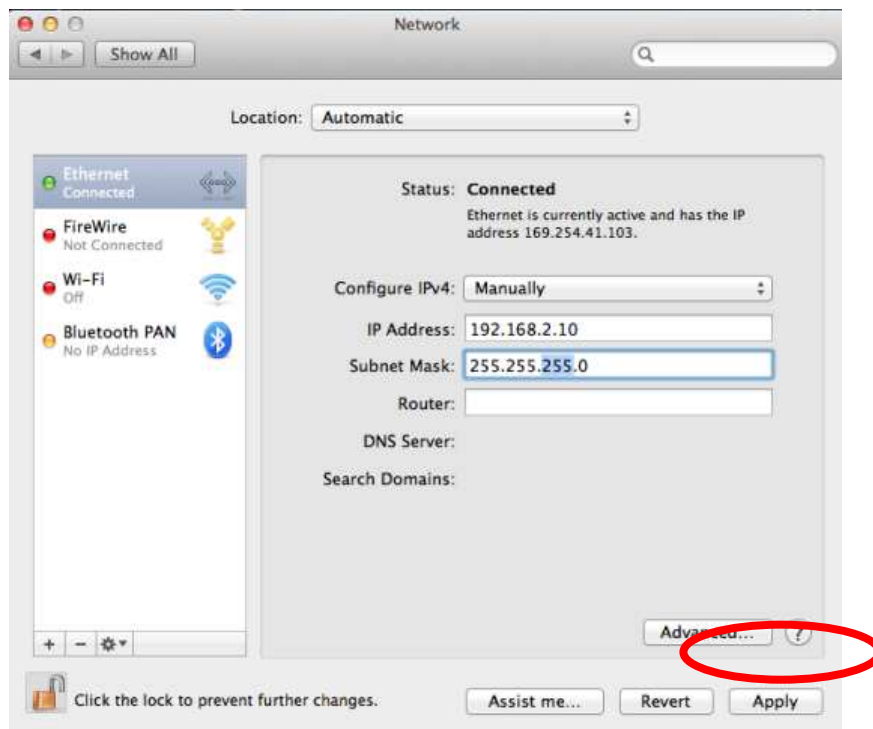 Network
Show All
Location: Automatic
Ethernet
Connected
FireWire
Not Connected
Wi-Fi
Off
Bluetooth PAN
No IP Address
Status: Connected
Ethernet is currently active and has the IP
address 169.254.41.103.
Configure IPv4: Manually
IP Address: 192.168.2.10
Subnet Mask: 255.255.255.0
Router:
DNS Server:
Search Domains:
Advanced... ?
+ −
Click the lock to prevent further changes.
Assist me... Revert Apply